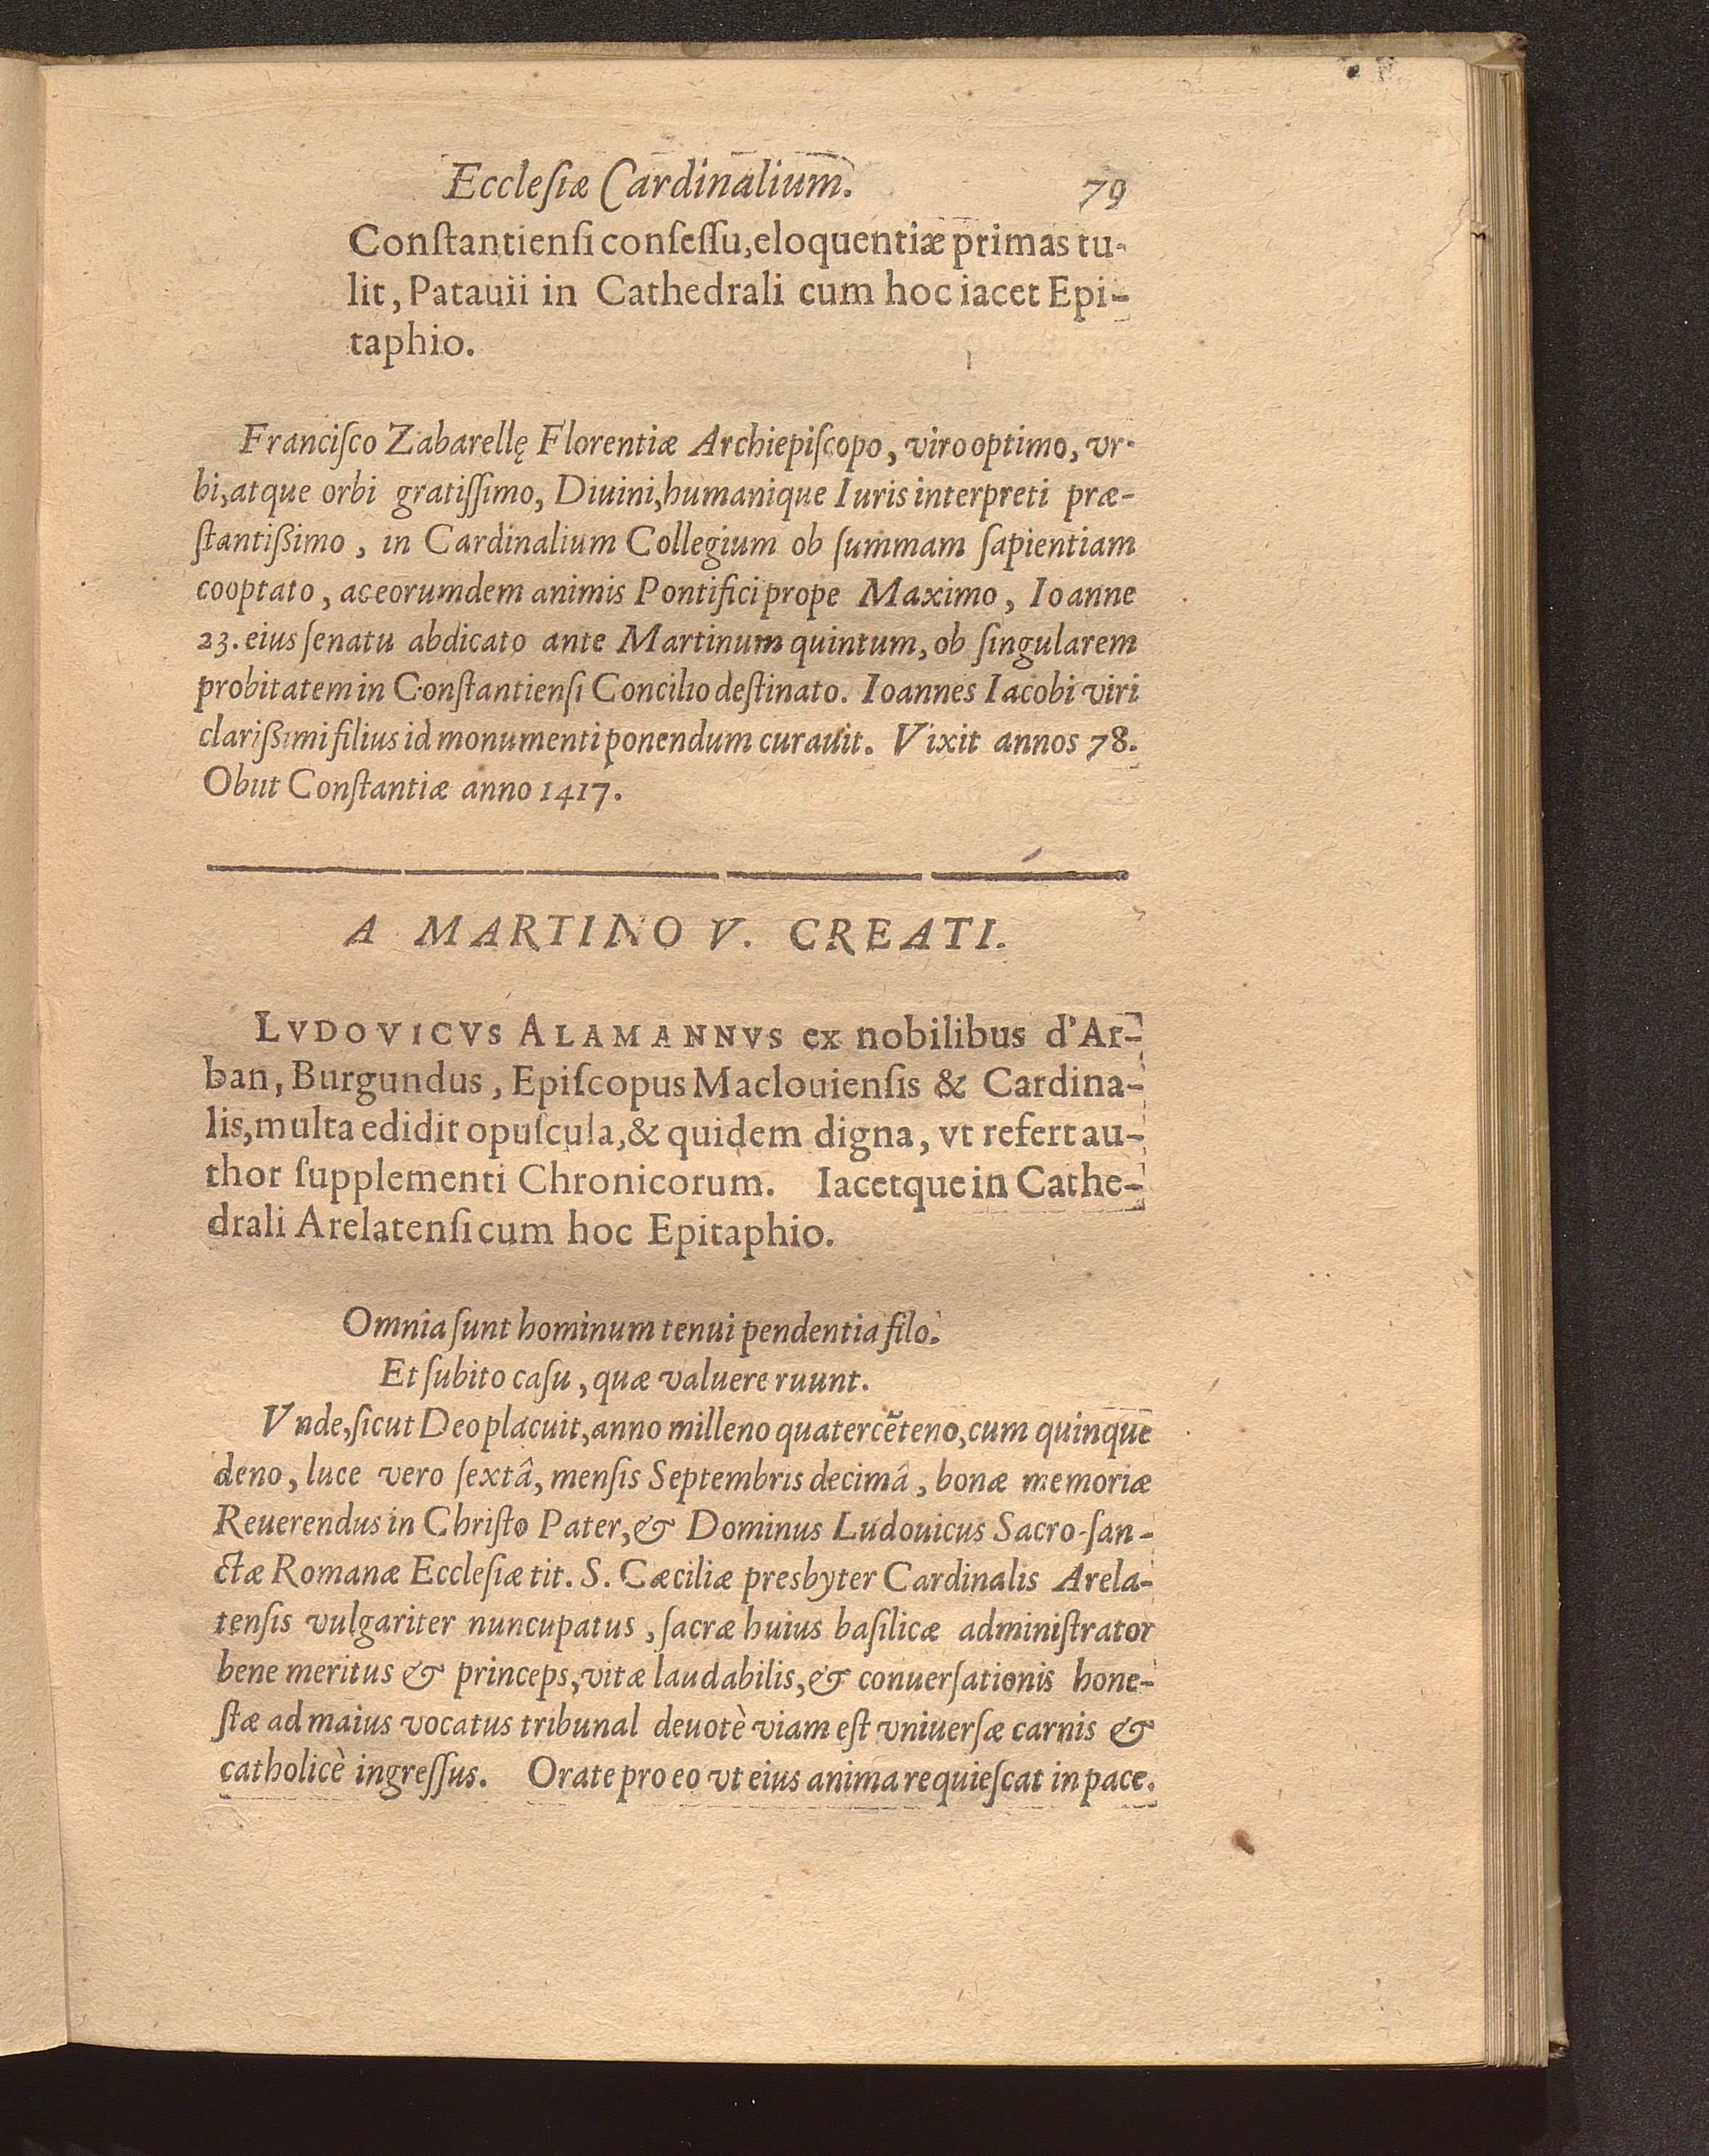 Ecclesiæ Cardinalium. 79
Conſtantienſi conſeſſu, eloquentiæ primas tu-
lit, Patauii in Cathedrali cum hoc iacet Epi-
taphio.
Franciſco Zabarellę Florentiæ Archiepiſcopo, viro optimo, vr-
bi, atque orbi gratiſſimo, Diuini, humanique Iuris interpreti præ-
ſtantißimo, in Cardinalium Collegium ob ſummam ſapientiam
cooptato, ac eorumdem animis Pontifici prope Maximo, Ioanne
23. eius ſenatu abdicato ante Martinum quintum, ob ſingularem
probitatem in Conſtantienſi Concilio deſtinato. Ioannes Iacobi viri
clarißimi filius id monumenti ponendum curauit. Vixit annos 78.
Obiit Conſtantiæ anno 1417.
A MARTINO V. CREATI.
LVDOVICVS ALAMANNVS ex nobilibus d'Ar-
ban, Burgundus, Epiſcopus Maclouienſis & Cardina-
lis, multa edidit opuſcula, & quidem digna, vt refert au-
thor ſupplementi Chronicorum. Iacetque in Cathe-
drali Arelatenſi cum hoc Epitaphio.
Omnia ſunt hominum tenui pendentia filo.
Et ſubito caſu, quæ valuere ruunt.
Vnde, ſicut Deo placuit, anno milleno quatercẽteno, cum quinque
deno, luce vero ſextâ, menſis Septembris decimâ, bonæ memoriæ
Reuerendus in Chriſto Pater, & Dominus Ludouicus Sacro-ſan-
ctæ Romanæ Eccleſiæ tit. S. Cæciliæ presbyter Cardinalis Arela-
tenſis vulgariter nuncupatus, ſacræ huius baſilicæ adminiſtrator
bene meritus & princeps, vitæ laudabilis, & conuerſationis hone-
ſtæ ad maius vocatus tribunal deuotè viam eſt vniuerſæ carnis &
catholicè ingreſſus. Orate pro eo vt eius anima requieſcat in pace.